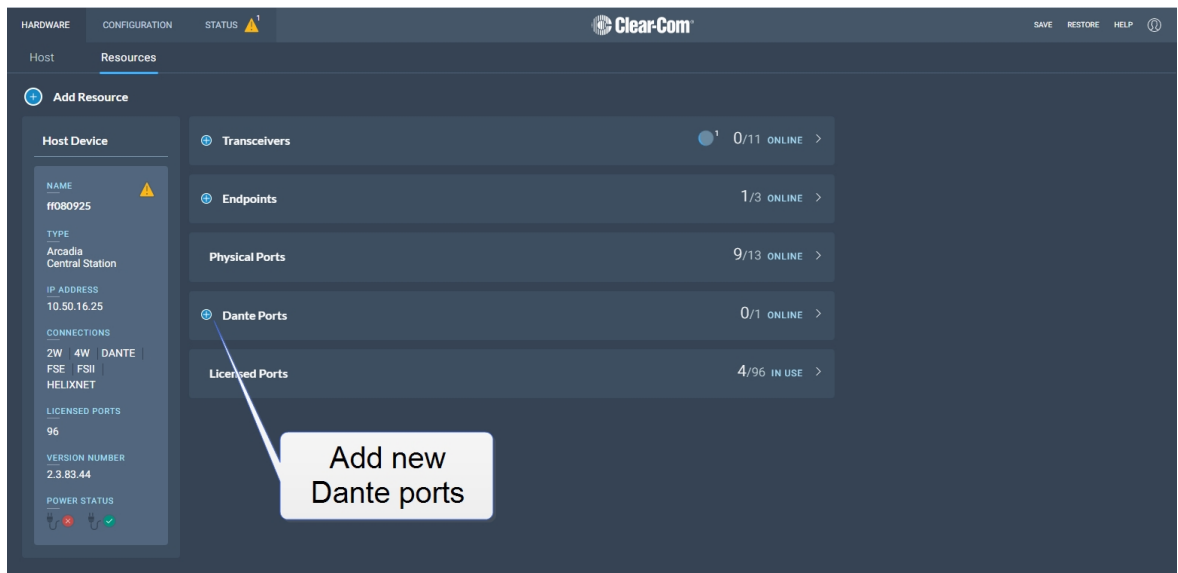 HARDWARE CONFIGURATION STATUS 1 Clear-Com SAVE RESTORE HELP
Host Resources
Add Resource
Host Device
NAME
ff080925
TYPE
Arcadia
Central Station
IP ADDRESS
10.50.16.25
CONNECTIONS
2W 4W DANTE
FSE FSII
HELIXNET
LICENSED PORTS
96
VERSION NUMBER
2.3.83.44
POWER STATUS
Transceivers 1 0/11 ONLINE
Endpoints 1/3 ONLINE
Physical Ports 9/13 ONLINE
Dante Ports 0/1 ONLINE
Licensed Ports 4/96 IN USE
Add new
Dante ports